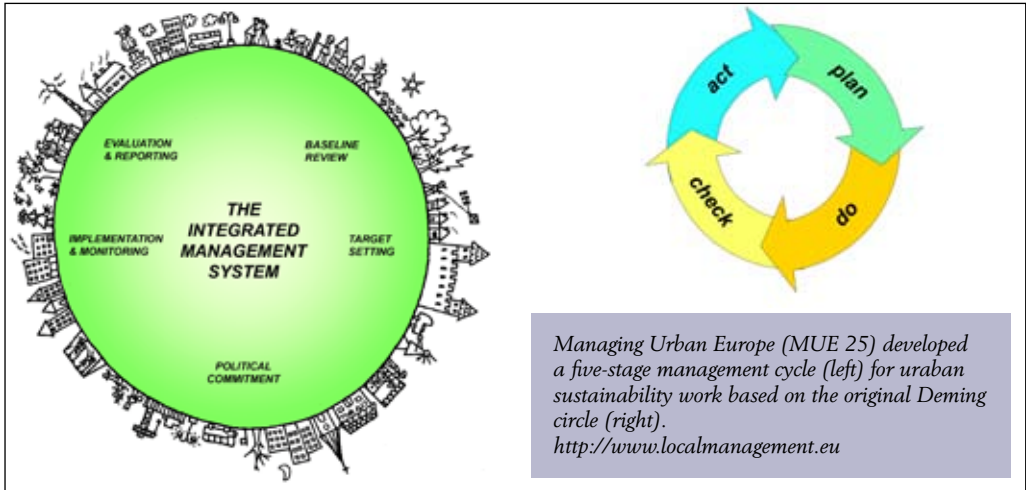 EVALUATION
& REPORTING
BASELINE
REVIEW
THE
INTEGRATED
MANAGEMENT
SYSTEM
IMPLEMENTATION
& MONITORING
TARGET
SETTING
POLITICAL
COMMITMENT
act
plan
check
do
Managing Urban Europe (MUE 25) developed
a five-stage management cycle (left) for uraban
sustainability work based on the original Deming
circle (right).
http://www.localmanagement.eu